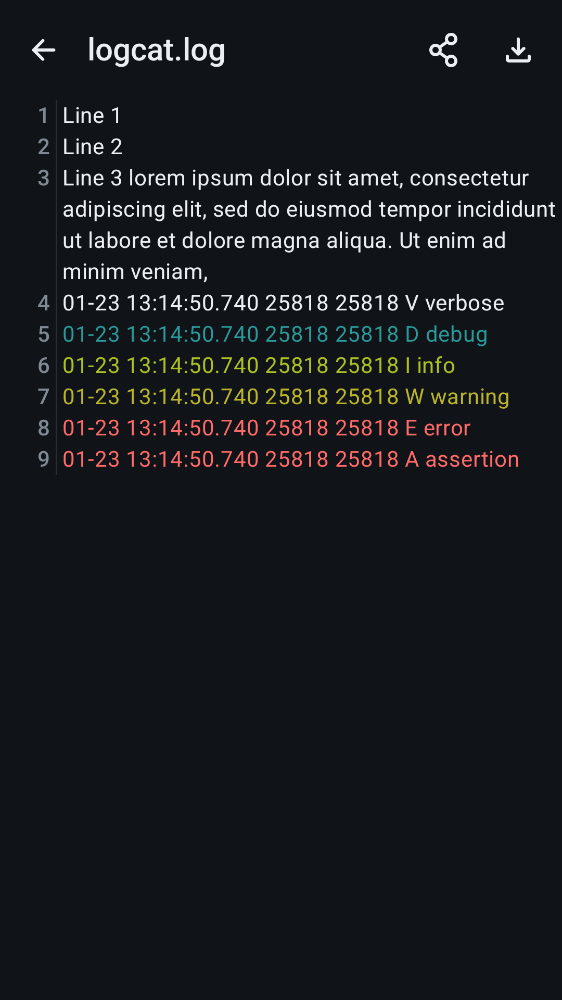 logcat.log
1 Line 1
2 Line 2
3 Line 3 lorem ipsum dolor sit amet, consectetur
adipiscing elit, sed do eiusmod tempor incididunt
ut labore et dolore magna aliqua. Ut enim ad
minim veniam,
4 01-23 13:14:50.740 25818 25818 V verbose
5 01-23 13:14:50.740 25818 25818 D debug
6 01-23 13:14:50.740 25818 25818 I info
7 01-23 13:14:50.740 25818 25818 W warning
8 01-23 13:14:50.740 25818 25818 E error
9 01-23 13:14:50.740 25818 25818 A assertion